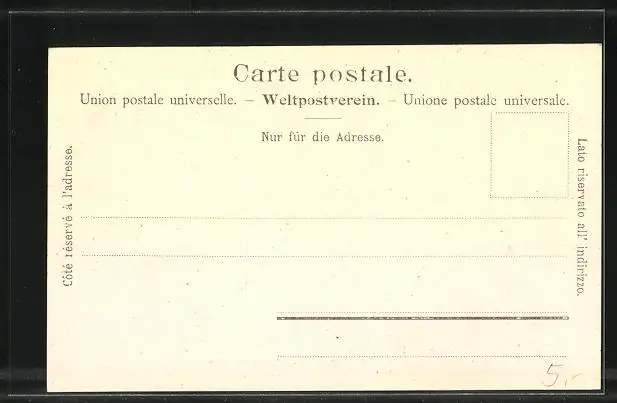 Carte postale.
Union postale universelle. – Weltpostverein. – Unione postale universale.
Nur für die Adresse.
Côté réservé à l'adresse.
Lato riservato all' indirizzo.
5,-